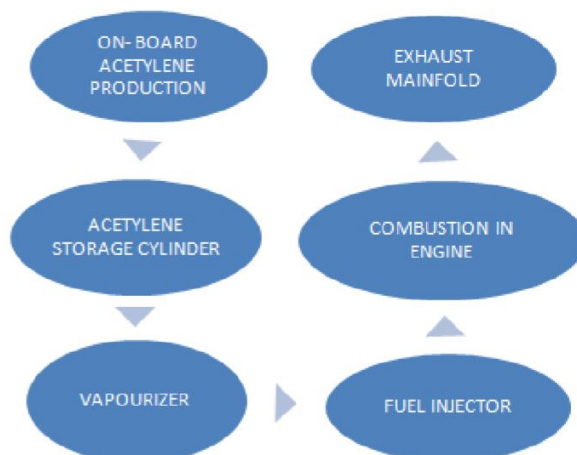 ON- BOARD
ACETYLENE
PRODUCTION
ACETYLENE
STORAGE CYLINDER
VAPOURIZER
FUEL INJECTOR
COMBUSTION IN
ENGINE
EXHAUST
MAINFOLD